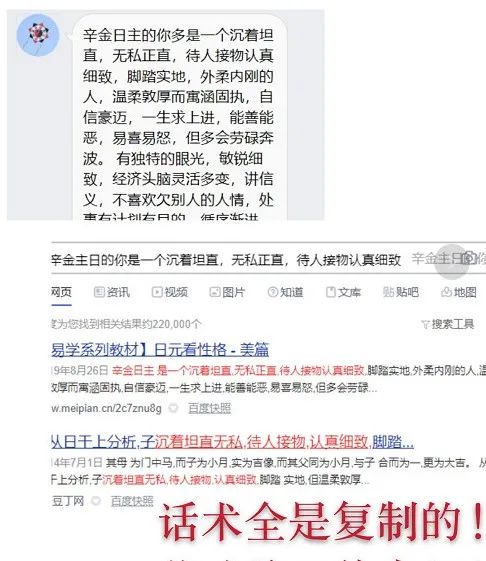 辛金日主的你多是一个沉着坦
直，无私正直，待人接物认真
细致，脚踏实地，外柔内刚的
人，温柔敦厚而寓涵固执，自
信豪迈，一生求上进，能善能
恶，易喜易怒，但多会劳碌奔
波。有独特的眼光，敏锐细
致，经济头脑灵活多变，讲信
义，不喜欢欠别人的人情，处
事有计划有目的，循序渐进
辛金主日的你是一个沉着坦直，无私正直，待人接物认真细致 辛金主日 你
网页 资讯 视频 图片 知道 文库 贴吧 地图
度为您找到相关结果约220,000个 搜索工具
易学系列教材】日元看性格 - 美篇
19年8月26日 辛金日主 是一个沉着坦直,无私正直,待人接物认真细致,脚踏实地,外柔内刚的人,温
敦厚而寓涵固执,自信豪迈,一生求上进,能善能恶,易喜易怒,但多会劳碌...
w.meipian.cn/2c7znu8g 百度快照
从日干上分析,子沉着坦直无私,待人接物,认真细致,脚踏...
14年7月1日 其母 为门中马,而子为小月,实为吉像,而其父同为小月,与子 合而为一,更为大吉。 从
干上分析,子沉着坦直无私,待人接物,认真细致,脚踏 实地,但温柔敦厚...
豆丁网 百度快照
话术全是复制的！